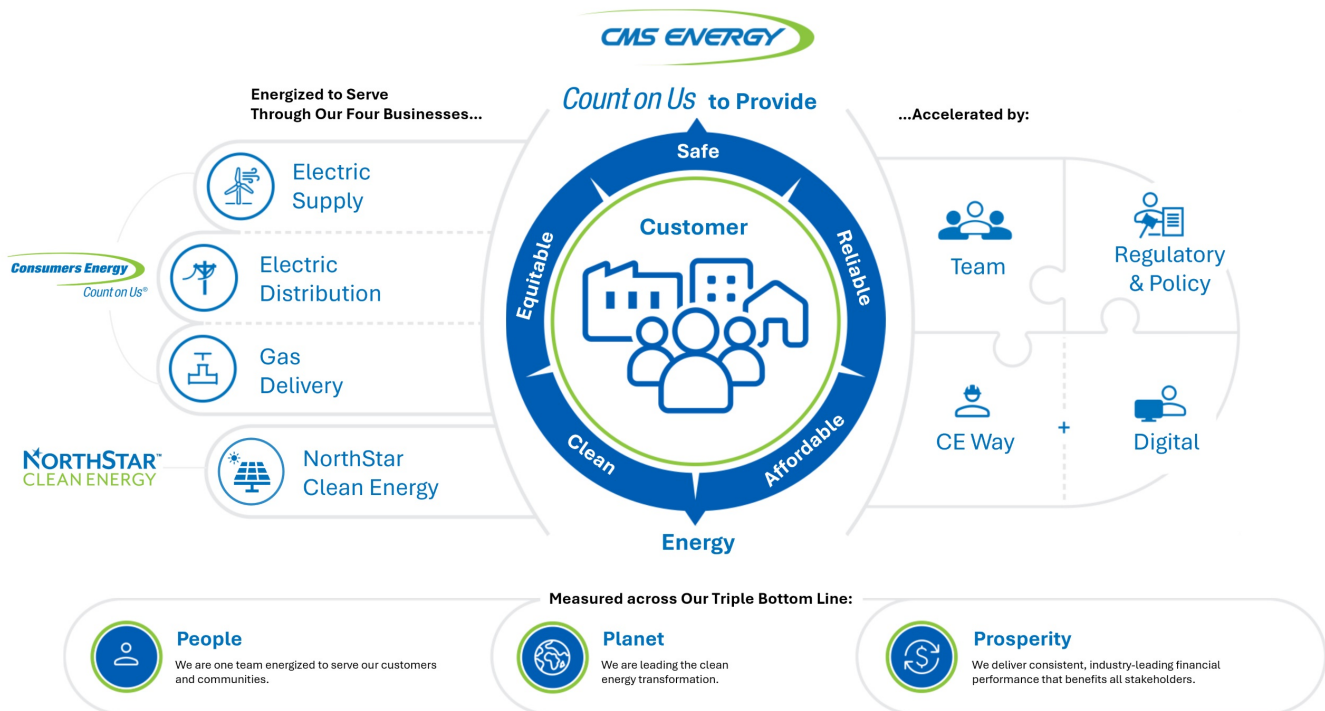 CMS ENERGY
Energized to Serve
Through Our Four Businesses...
Count on Us to Provide
...Accelerated by:
Safe
Reliable
Affordable
Clean
Equitable
Customer
Energy
Electric
Supply
Electric
Distribution
Gas
Delivery
NorthStar
Clean Energy
Consumers Energy
Count on Us®
NORTHSTAR™
CLEAN ENERGY
Team
Regulatory
& Policy
CE Way
+
Digital
Measured across Our Triple Bottom Line:
People
We are one team energized to serve our customers
and communities.
Planet
We are leading the clean
energy transformation.
Prosperity
We deliver consistent, industry-leading financial
performance that benefits all stakeholders.
$